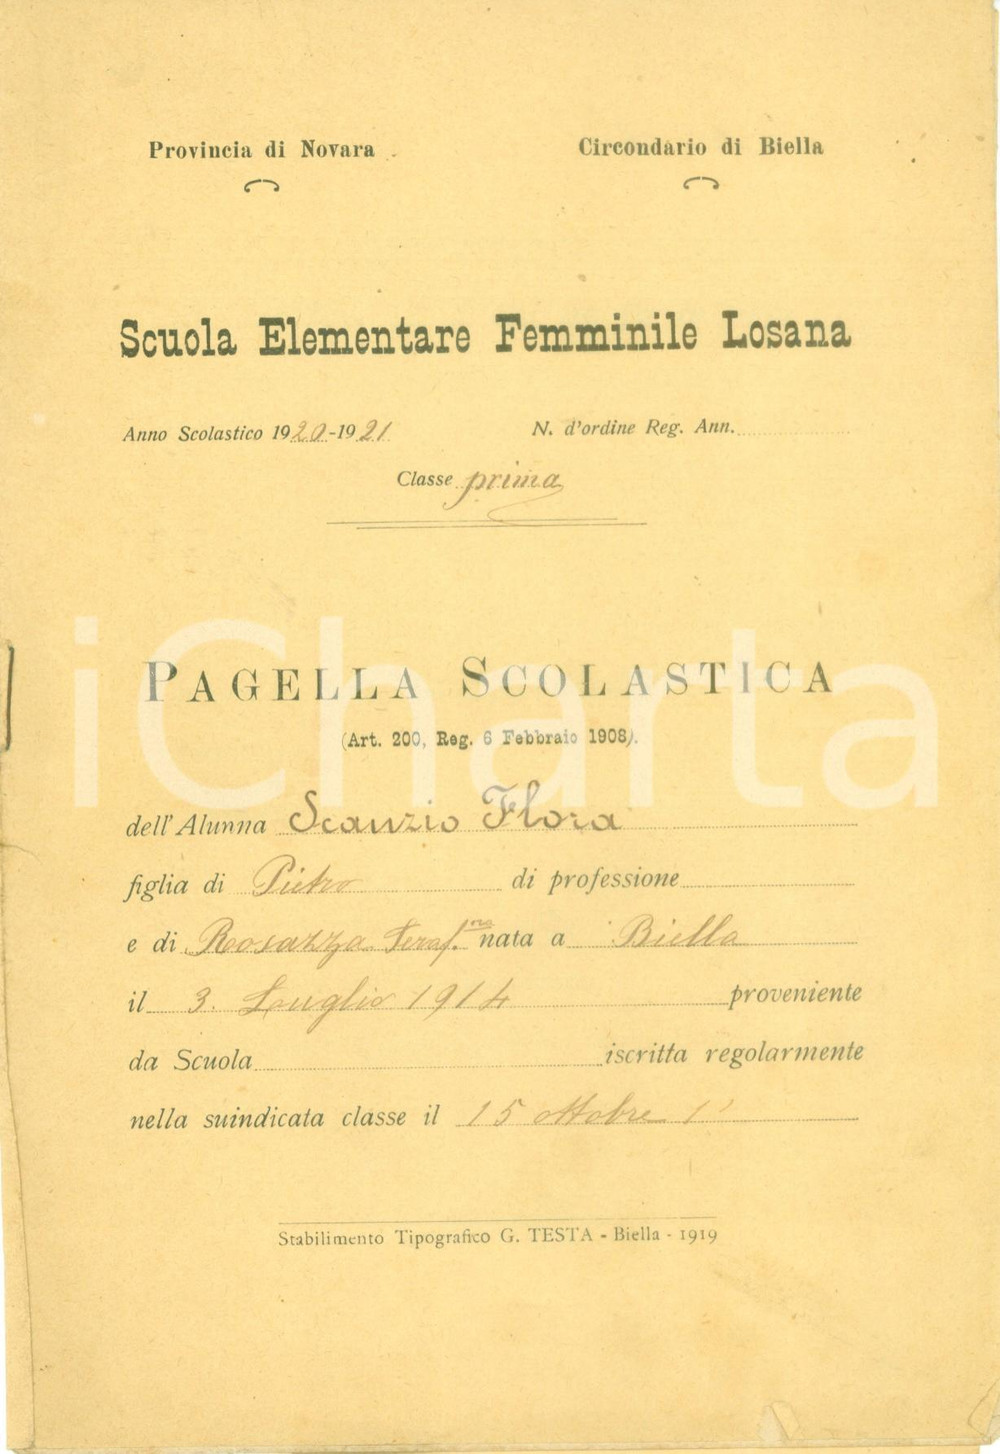 Provincia di Novara
Circondario di Biella
Scuola Elementare Femminile Losana
Anno Scolastico 1920-1921
N. d'ordine Reg. Ann.
Classe prima
iCharta
PAGELLA SCOLASTICA
(Art. 200, Reg. 6 Febbraio 1908).
dell'Alunna Scanzio Flora
figlia di Pietro di professione
e di Rosazza Seraf.na nata a Biella
il 3. Luglio 1914 proveniente
da Scuola iscritta regolarmente
nella suindicata classe il 15 ottobre
Stabilimento Tipografico G. TESTA - Biella - 1919